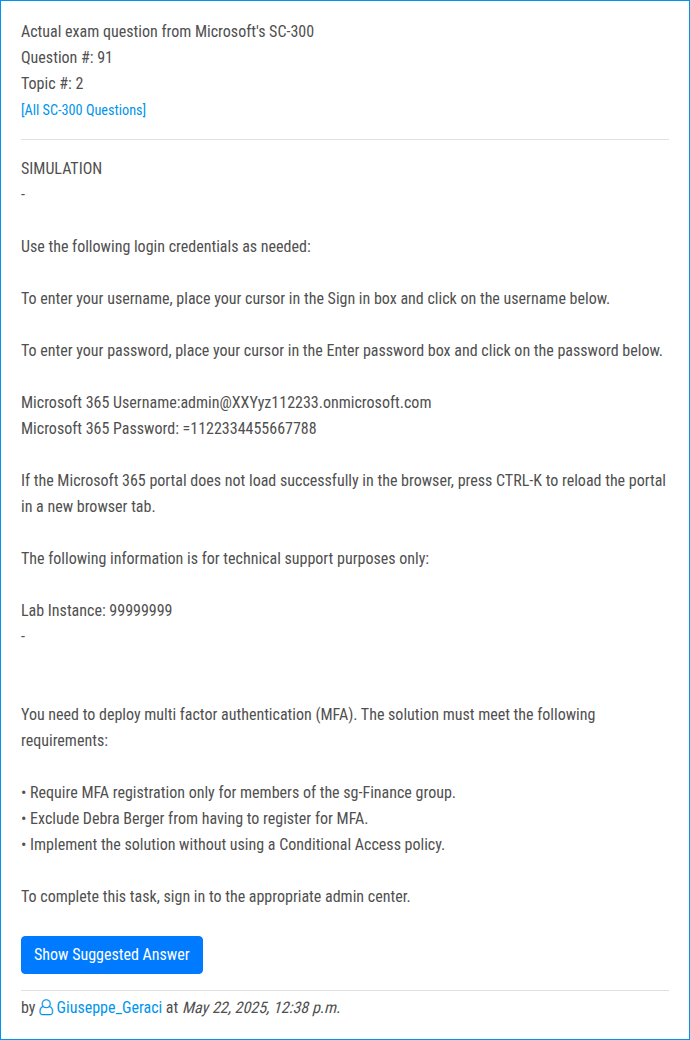 Actual exam question from Microsoft's SC-300
Question #: 91
Topic #: 2
[All SC-300 Questions]
SIMULATION
-
Use the following login credentials as needed:
To enter your username, place your cursor in the Sign in box and click on the username below.
To enter your password, place your cursor in the Enter password box and click on the password below.
Microsoft 365 Username:admin@XXYyz112233.onmicrosoft.com
Microsoft 365 Password: =1122334455667788
If the Microsoft 365 portal does not load successfully in the browser, press CTRL-K to reload the portal
in a new browser tab.
The following information is for technical support purposes only:
Lab Instance: 99999999
-
You need to deploy multi factor authentication (MFA). The solution must meet the following
requirements:
• Require MFA registration only for members of the sg-Finance group.
• Exclude Debra Berger from having to register for MFA.
• Implement the solution without using a Conditional Access policy.
To complete this task, sign in to the appropriate admin center.
Show Suggested Answer
by Giuseppe_Geraci at May 22, 2025, 12:38 p.m.